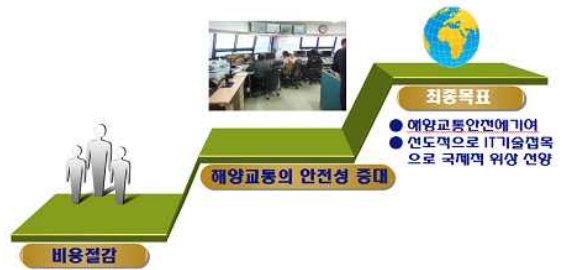 최종목표
● 해양교통안전에기여
● 선도적으로 IT기술접목
으로 국제적 위상 선양
해양교통의 안전성 증대
비용절감